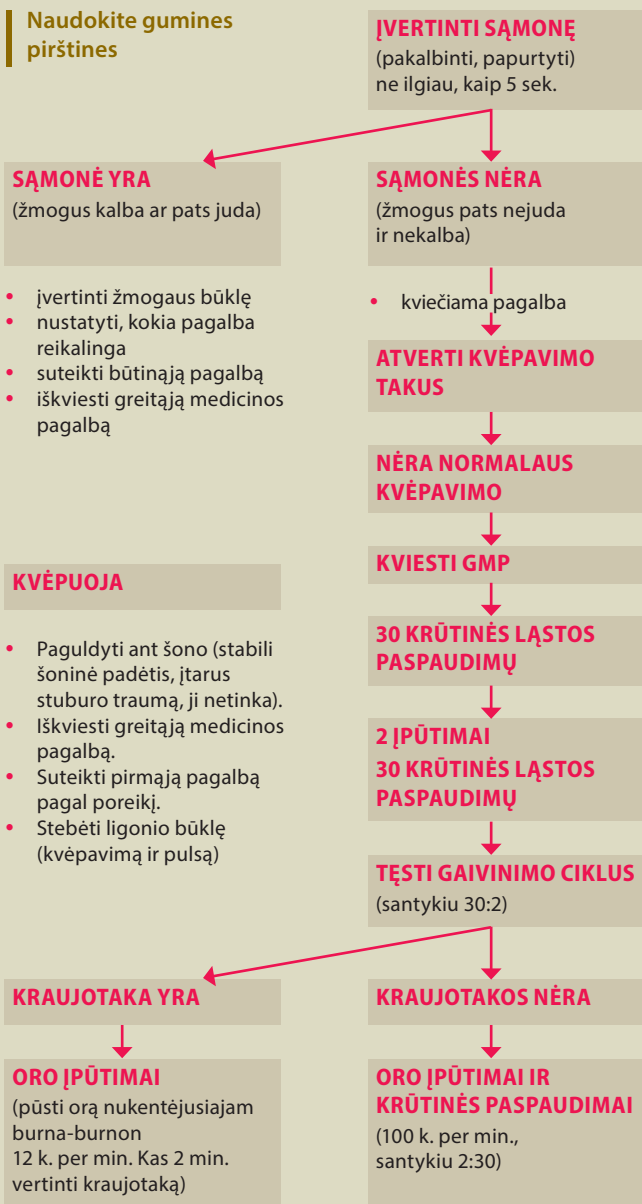 Naudokite gumines
pirštines
ĮVERTINTI SĄMONĘ
(pakalbinti, papurtyti)
ne ilgiau, kaip 5 sek.
SĄMONĖ YRA
(žmogus kalba ar pats juda)
SĄMONĖS NĖRA
(žmogus pats nejuda
ir nekalba)
• įvertinti žmogaus būklę
• nustatyti, kokia pagalba
reikalinga
• suteikti būtinąją pagalbą
• iškviesti greitąją medicinos
pagalbą
• kviečiama pagalba
ATVERTI KVĖPAVIMO
TAKUS
NĖRA NORMALAUS
KVĖPAVIMO
KVIESTI GMP
KVĖPUOJA
• Paguldyti ant šono (stabili
šoninė padėtis, įtarus
stuburo traumą, ji netinka).
• Iškviesti greitąją medicinos
pagalbą.
• Suteikti pirmąją pagalbą
pagal poreikį.
• Stebėti ligonio būklę
(kvėpavimą ir pulsą)
30 KRŪTINĖS LĄSTOS
PASPAUDIMŲ
2 ĮPŪTIMAI
30 KRŪTINĖS LĄSTOS
PASPAUDIMŲ
TĘSTI GAIVINIMO CIKLUS
(santykiu 30:2)
KRAUJOTAKA YRA
KRAUJOTAKOS NĖRA
ORO ĮPŪTIMAI
(pūsti orą nukentėjusiajam
burna-burnon
12 k. per min. Kas 2 min.
vertinti kraujotaką)
ORO ĮPŪTIMAI IR
KRŪTINĖS PASPAUDIMAI
(100 k. per min.,
santykiu 2:30)